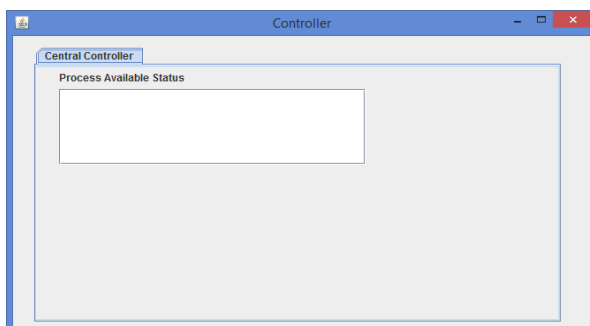 Controller
Central Controller
Process Available Status